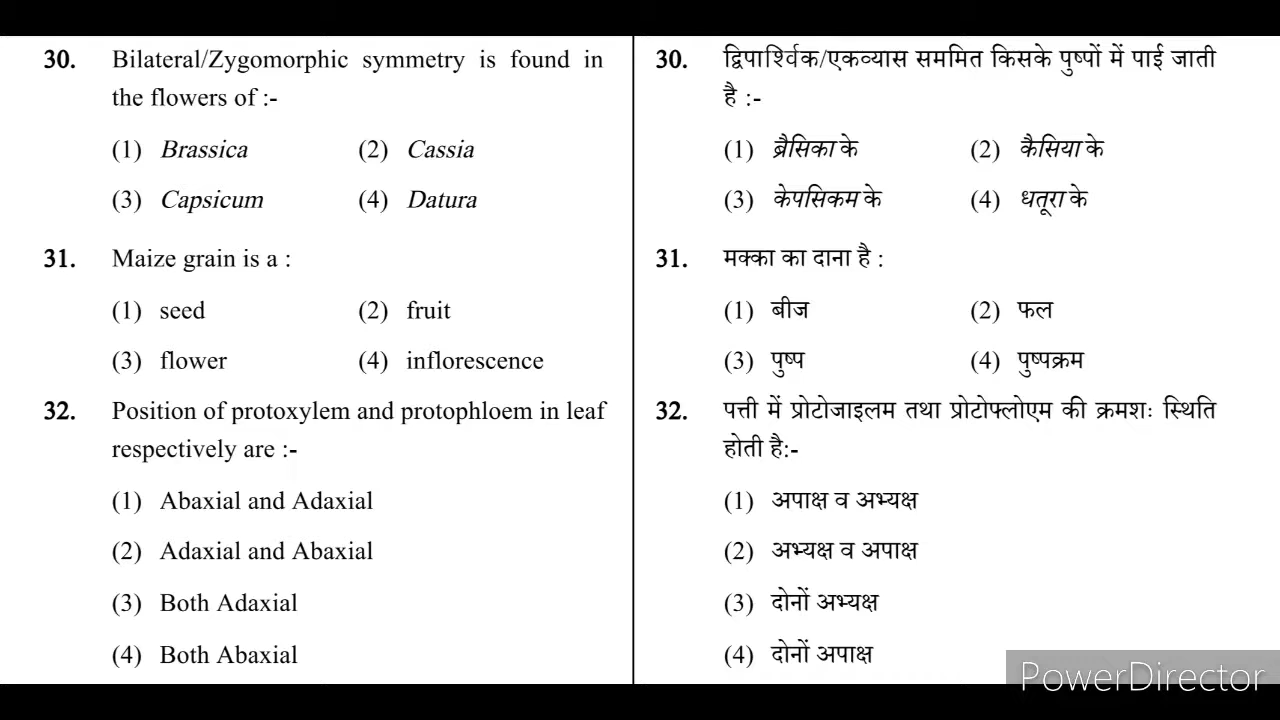 30. Bilateral/Zygomorphic symmetry is found in
the flowers of :-
(1) Brassica (2) Cassia
(3) Capsicum (4) Datura
31. Maize grain is a :
(1) seed (2) fruit
(3) flower (4) inflorescence
32. Position of protoxylem and protophloem in leaf
respectively are :-
(1) Abaxial and Adaxial
(2) Adaxial and Abaxial
(3) Both Adaxial
(4) Both Abaxial
30. द्विपार्श्विक/एकव्यास सममित किसके पुष्पों में पाई जाती
है :-
(1) ब्रैसिका के (2) कैसिया के
(3) केपसिकम के (4) धतूरा के
31. मक्का का दाना है :
(1) बीज (2) फल
(3) पुष्प (4) पुष्पक्रम
32. पत्ती में प्रोटोजाइलम तथा प्रोटोफ्लोएम की क्रमशः स्थिति
होती है:-
(1) अपाक्ष व अभ्यक्ष
(2) अभ्यक्ष व अपाक्ष
(3) दोनों अभ्यक्ष
(4) दोनों अपाक्ष
PowerDirector